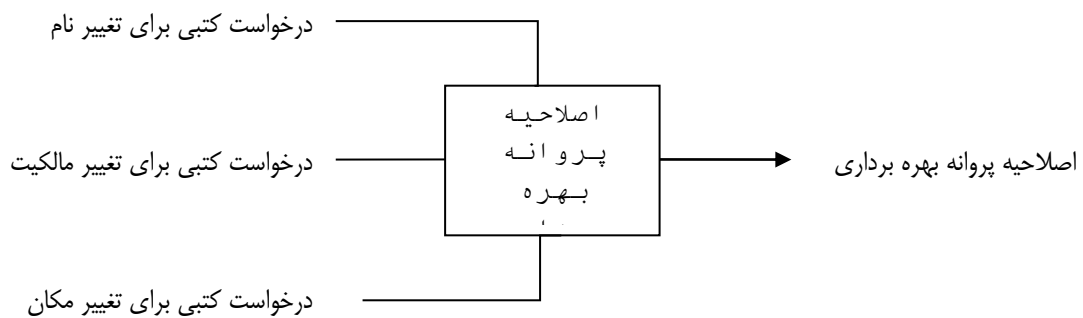 درخواست کتبی برای تغییر نام
اصلاحیه
پروانه
بهره
درخواست کتبی برای تغییر مالکیت
اصلاحیه پروانه بهره برداری
درخواست کتبی برای تغییر مکان